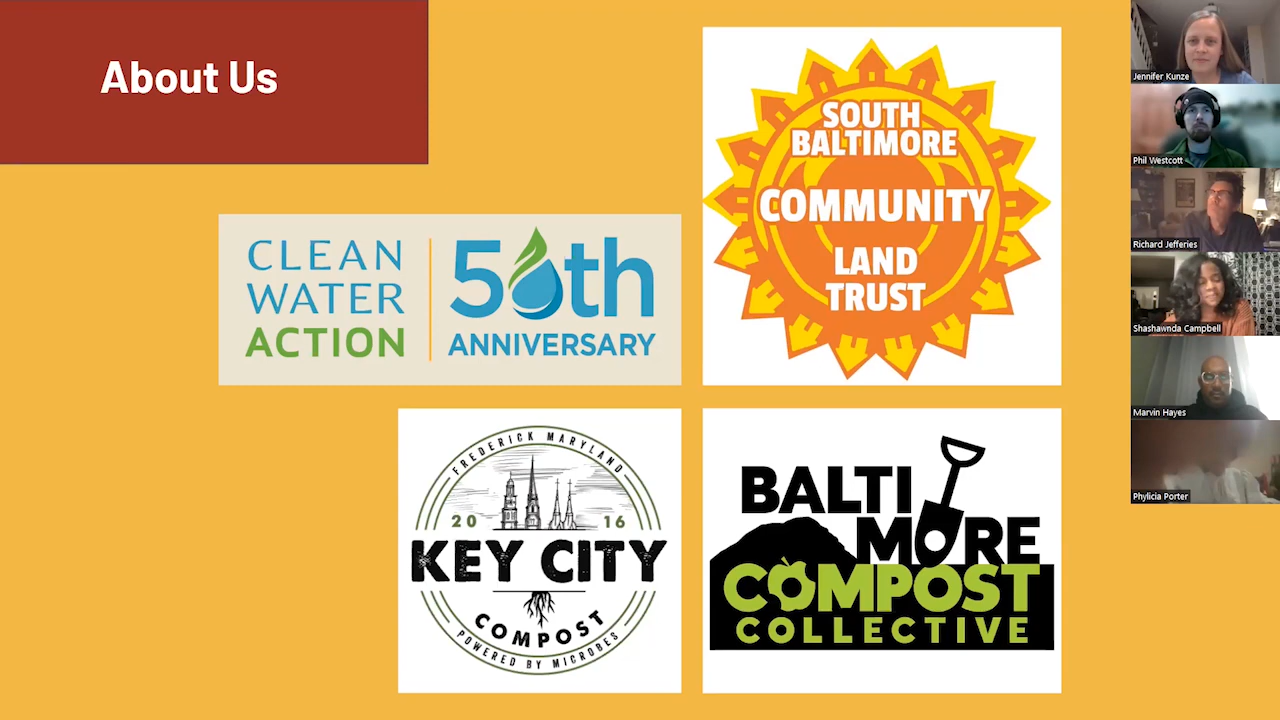 About Us
SOUTH
BALTIMORE
COMMUNITY
LAND
TRUST
CLEAN
WATER
ACTION
50th
ANNIVERSARY
FREDERICK MARYLAND
20 16
KEY CITY
COMPOST
POWERED BY MICROBES
BALTI
MORE
COMPOST
COLLECTIVE
Jennifer Kunze
Phil Westcott
Richard Jefferies
Shashawnda Campbell
Marvin Hayes
Phylicia Porter